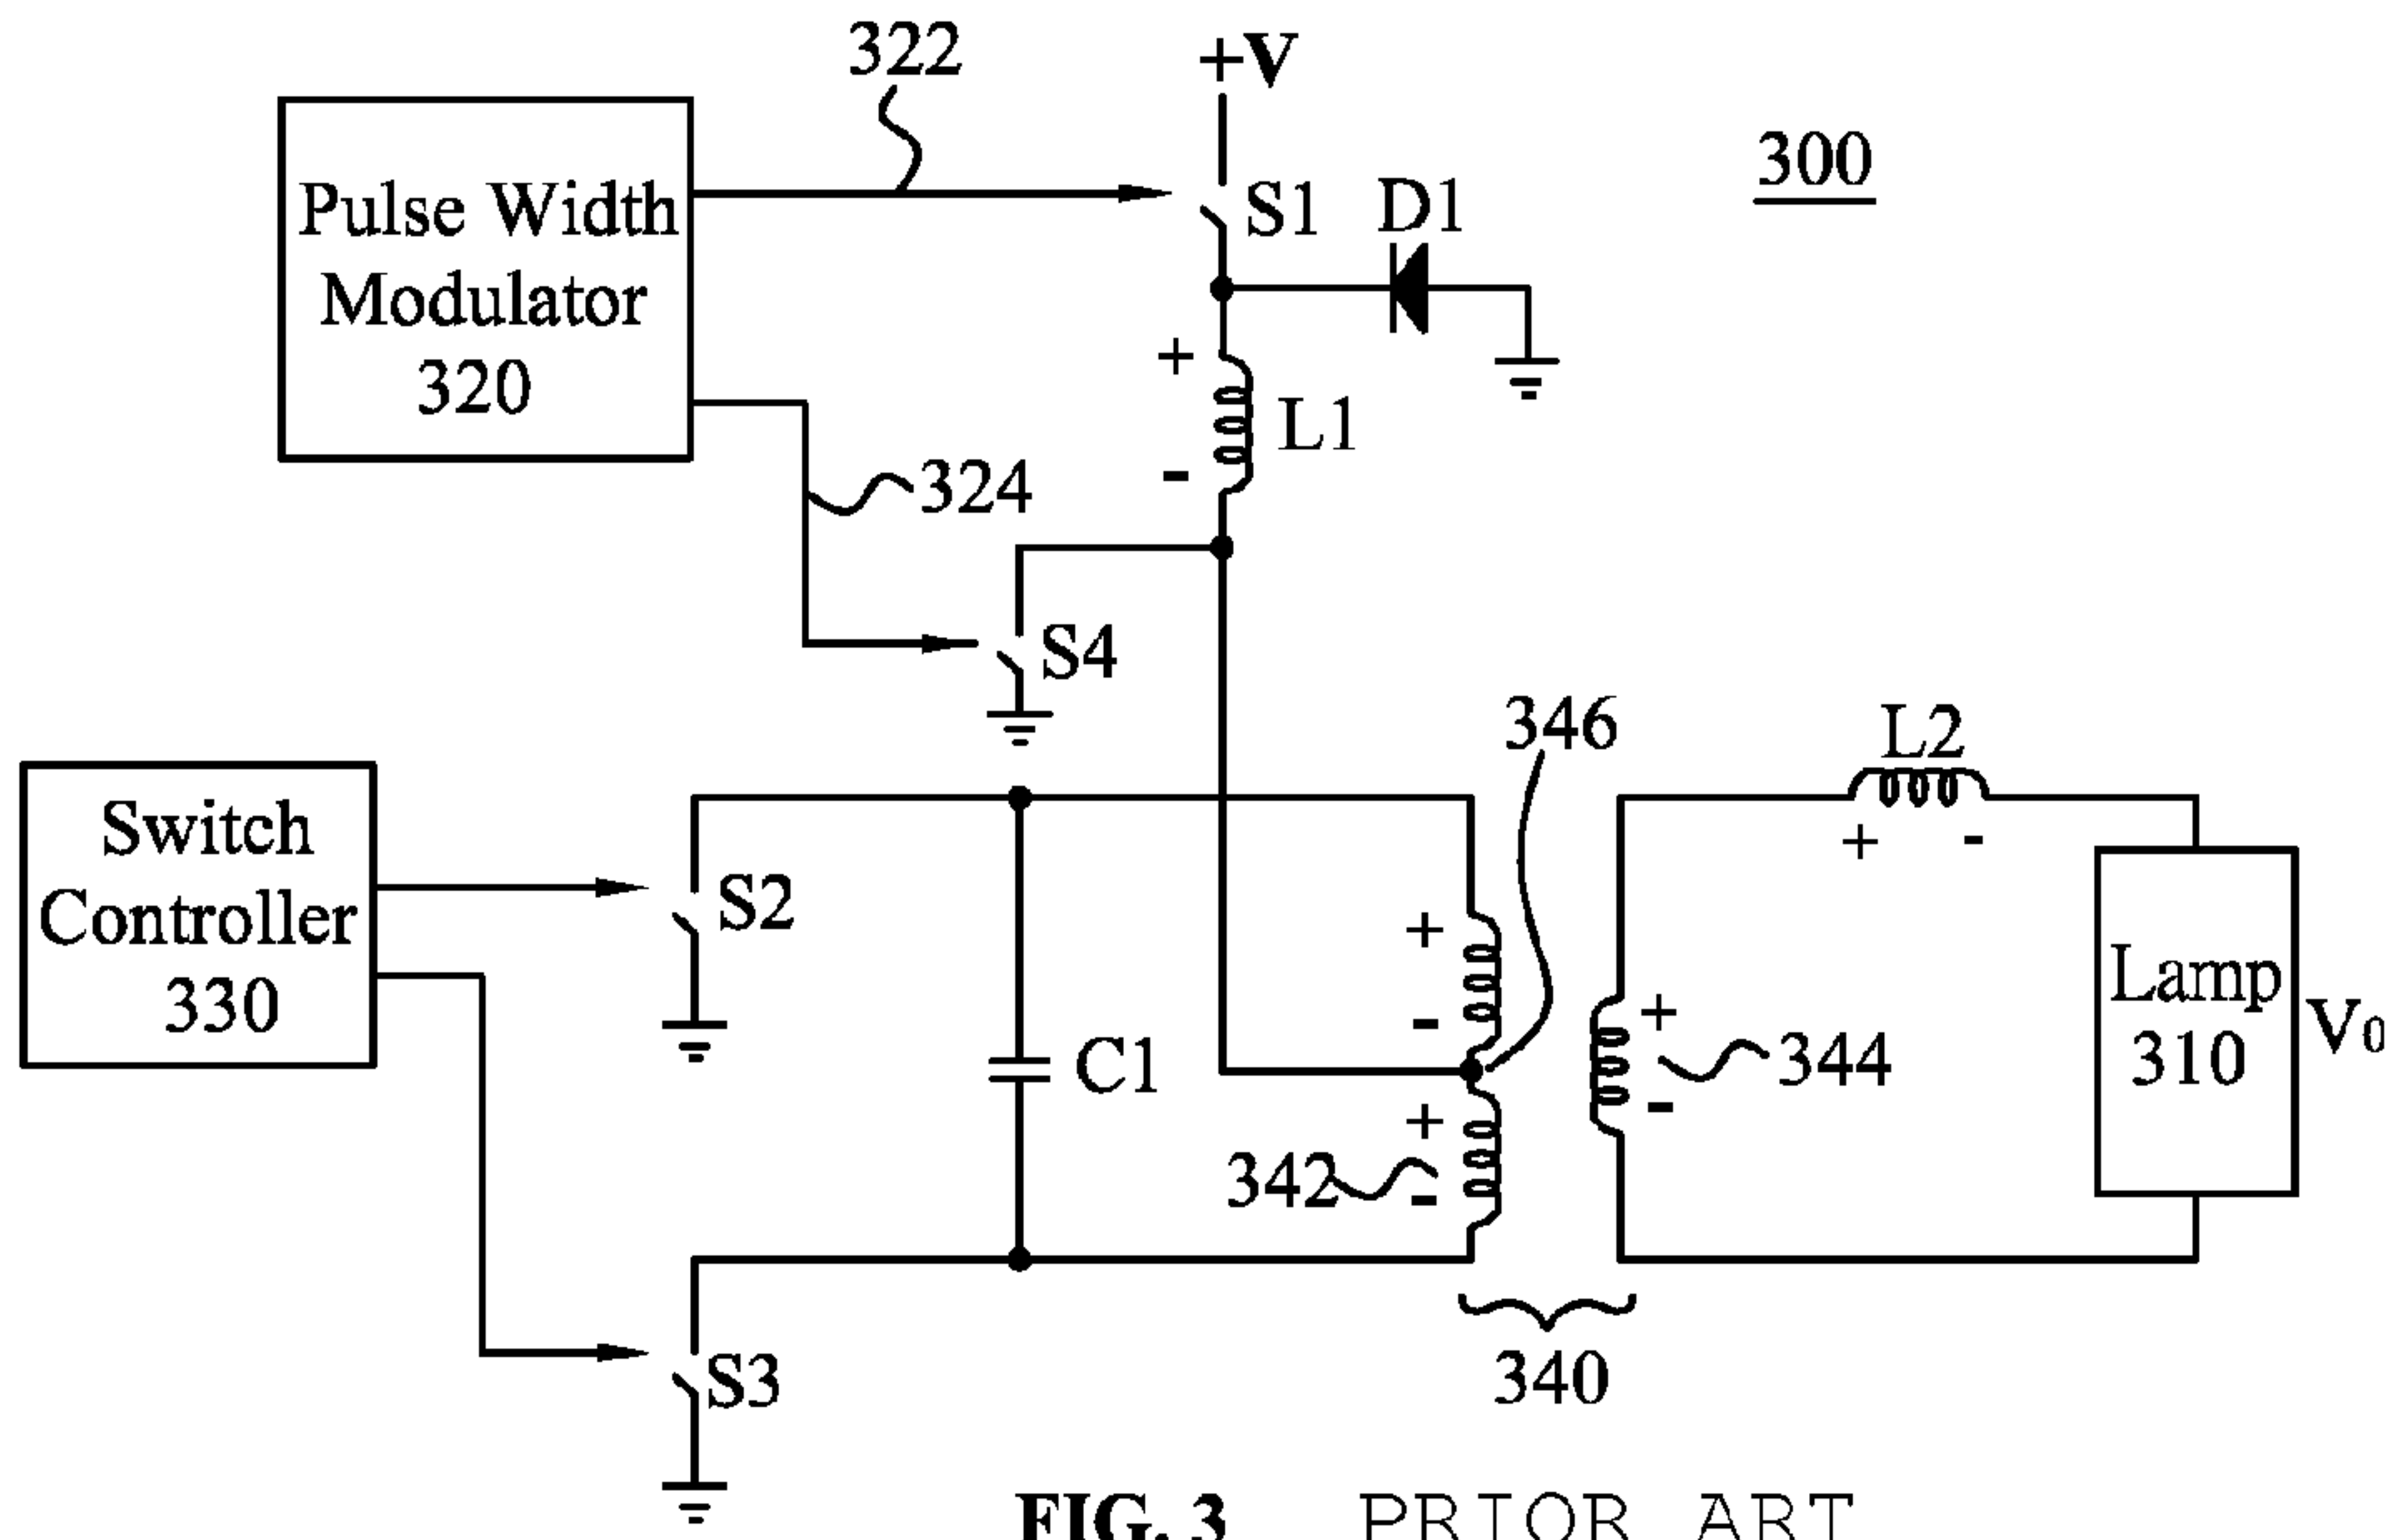 322
+V
300
Pulse Width
Modulator
320
S1
D1
+
L1
-
324
S4
346
L2
+ -
Switch
Controller
330
S2
+
-
+
344
-
Lamp
310
V0
C1
+
342
-
S3
340
FIG. 3 PRIOR ART